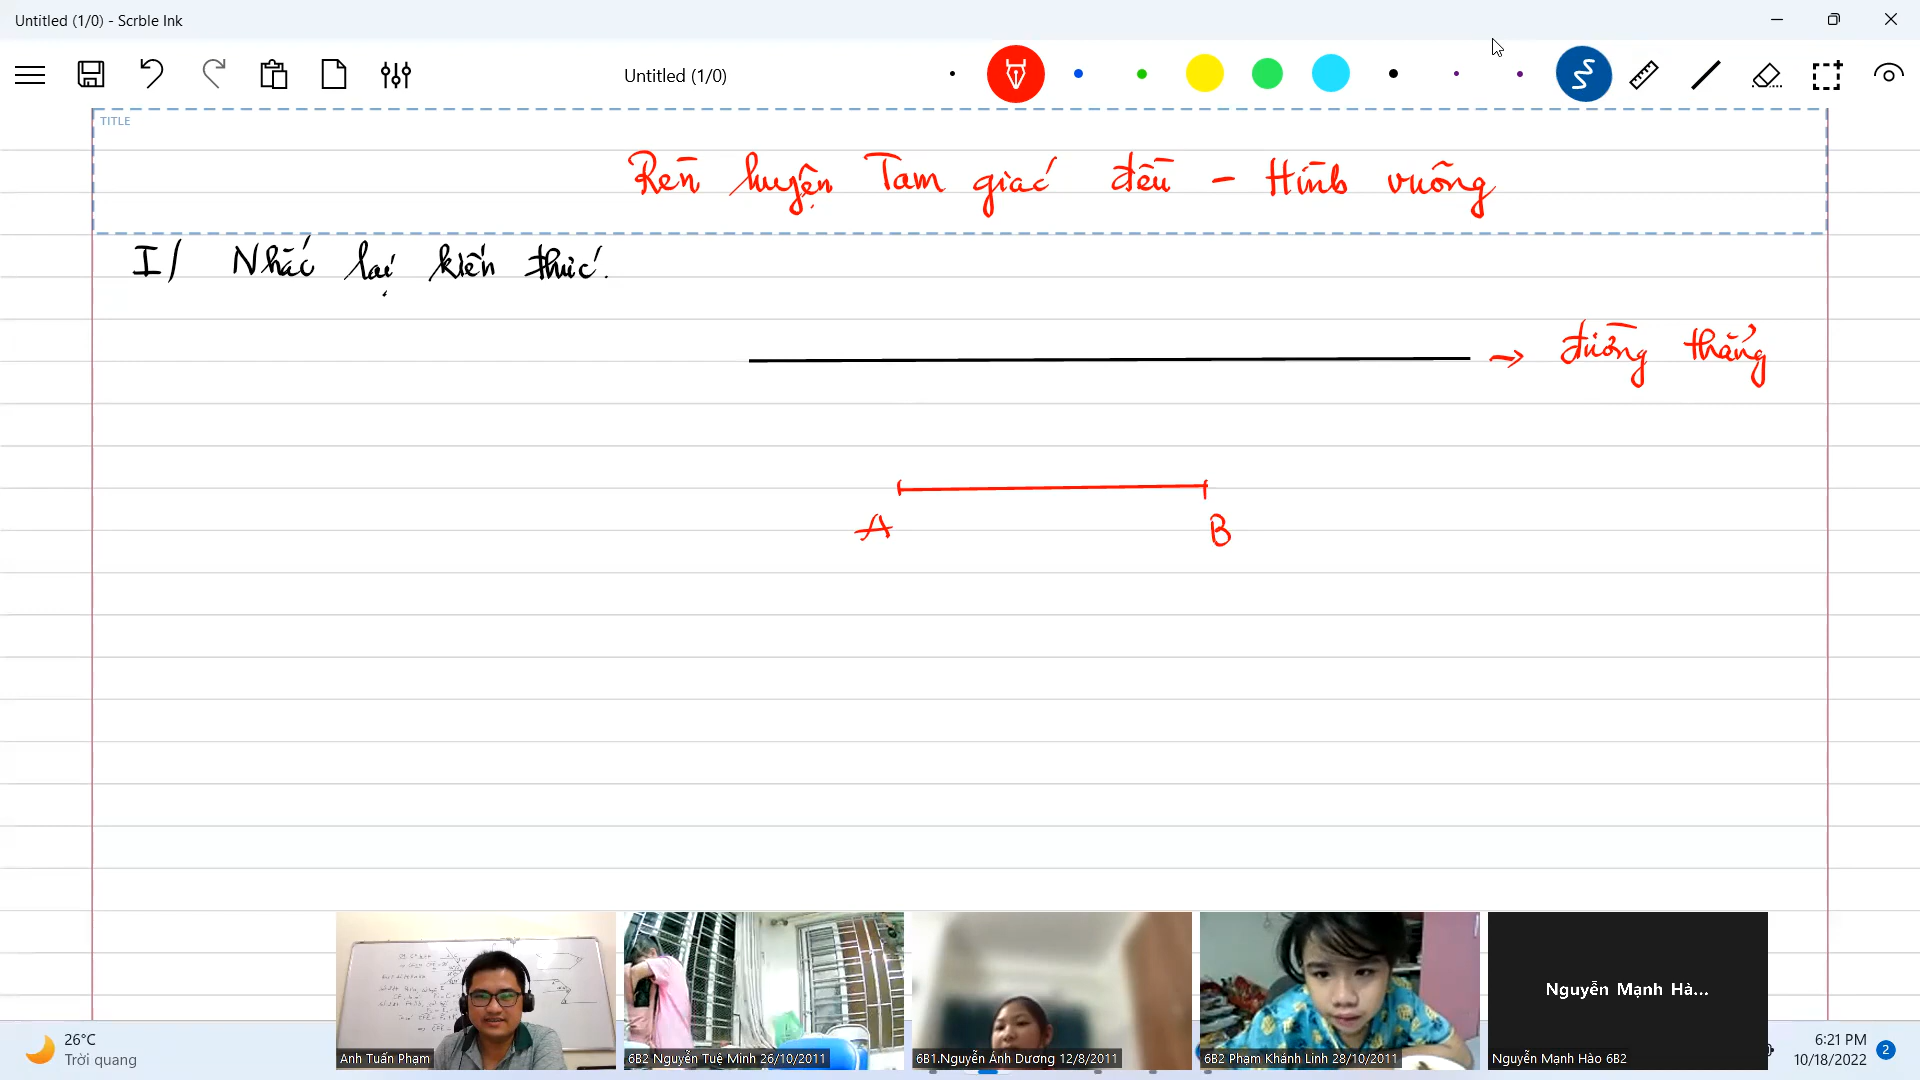 Untitled (1/0) - Scrble Ink
Untitled (1/0)
TITLE
Rèn luyện Tam giác đều - Hình vuông
I/ Nhắc lại kiến thức.
→ đường thẳng
A B
Anh Tuấn Phạm
6B2 Nguyễn Tuệ Minh 26/10/2011
6B1.Nguyễn Ánh Dương 12/8/2011
6B2 Phạm Khánh Linh 28/10/2011
Nguyễn Mạnh Hà...
Nguyễn Mạnh Hào 6B2
26°C
Trời quang
6:21 PM
10/18/2022
2